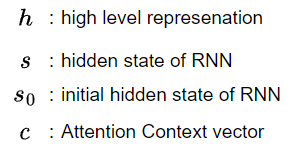 h : high level represenation
s : hidden state of RNN
s₀ : initial hidden state of RNN
c : Attention Context vector